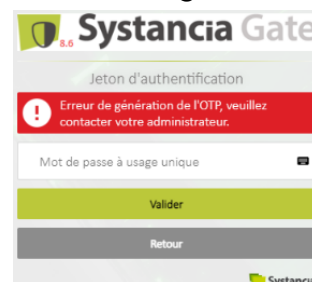 8.6 Systancia Gate
Jeton d'authentification
Erreur de génération de l'OTP, veuillez
contacter votre administrateur.
Mot de passe à usage unique
Valider
Retour
Systancia